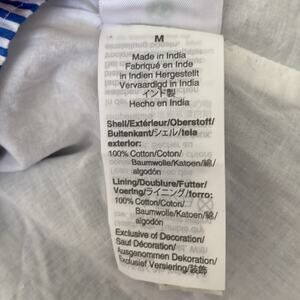 M
Made in India
Fabriqué en Inde
in Indien Hergestellt
Vervaardigd in India
インド製
Hecho en India
Shell/Extérieur/Oberstoff/
Buitenkant/シェル/tela
exterior:
100% Cotton/Coton/
Baumwolle/Katoen/綿/
algodón
Lining/Doublure/Futter/
Voering/ライニング/forro:
100% Cotton/Coton/
Baumwolle/Katoen/綿/
algodón
Exclusive of Decoration/
Sauf Décoration/
Ausgenommen Dekoration/
Exclusief Versiering/装飾